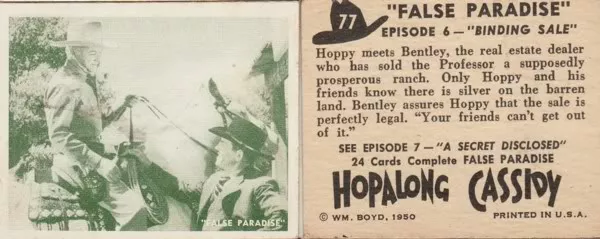 "FALSE PARADISE"
77
"FALSE PARADISE"
EPISODE 6 — "BINDING SALE"
Hoppy meets Bentley, the real estate dealer
who has sold the Professor a supposedly
prosperous ranch. Only Hoppy and his
friends know there is silver on the barren
land. Bentley assures Hoppy that the sale is
perfectly legal. "Your friends can't get out
of it."
SEE EPISODE 7 — "A SECRET DISCLOSED"
24 Cards Complete FALSE PARADISE
HOPALONG CASSIDY
© WM. BOYD, 1950
PRINTED IN U.S.A.